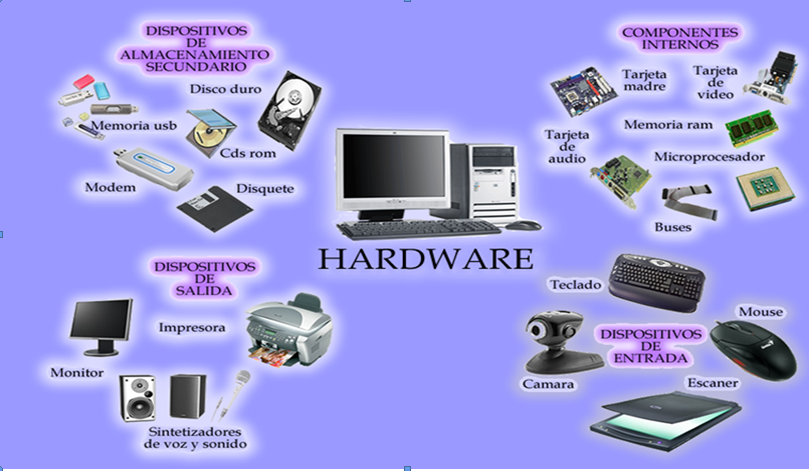 DISPOSITIVOS
DE
ALMACENAMIENTO
SECUNDARIO
Disco duro
Memoria usb
Cds rom
Modem
Disquete
COMPONENTES
INTERNOS
Tarjeta
madre
Tarjeta
de
video
Memoria ram
Tarjeta
de
audio
Microprocesador
Buses
HARDWARE
DISPOSITIVOS
DE
SALIDA
Impresora
Monitor
Sintetizadores
de voz y sonido
Teclado
Mouse
DISPOSITIVOS
DE
ENTRADA
Camara
Escaner